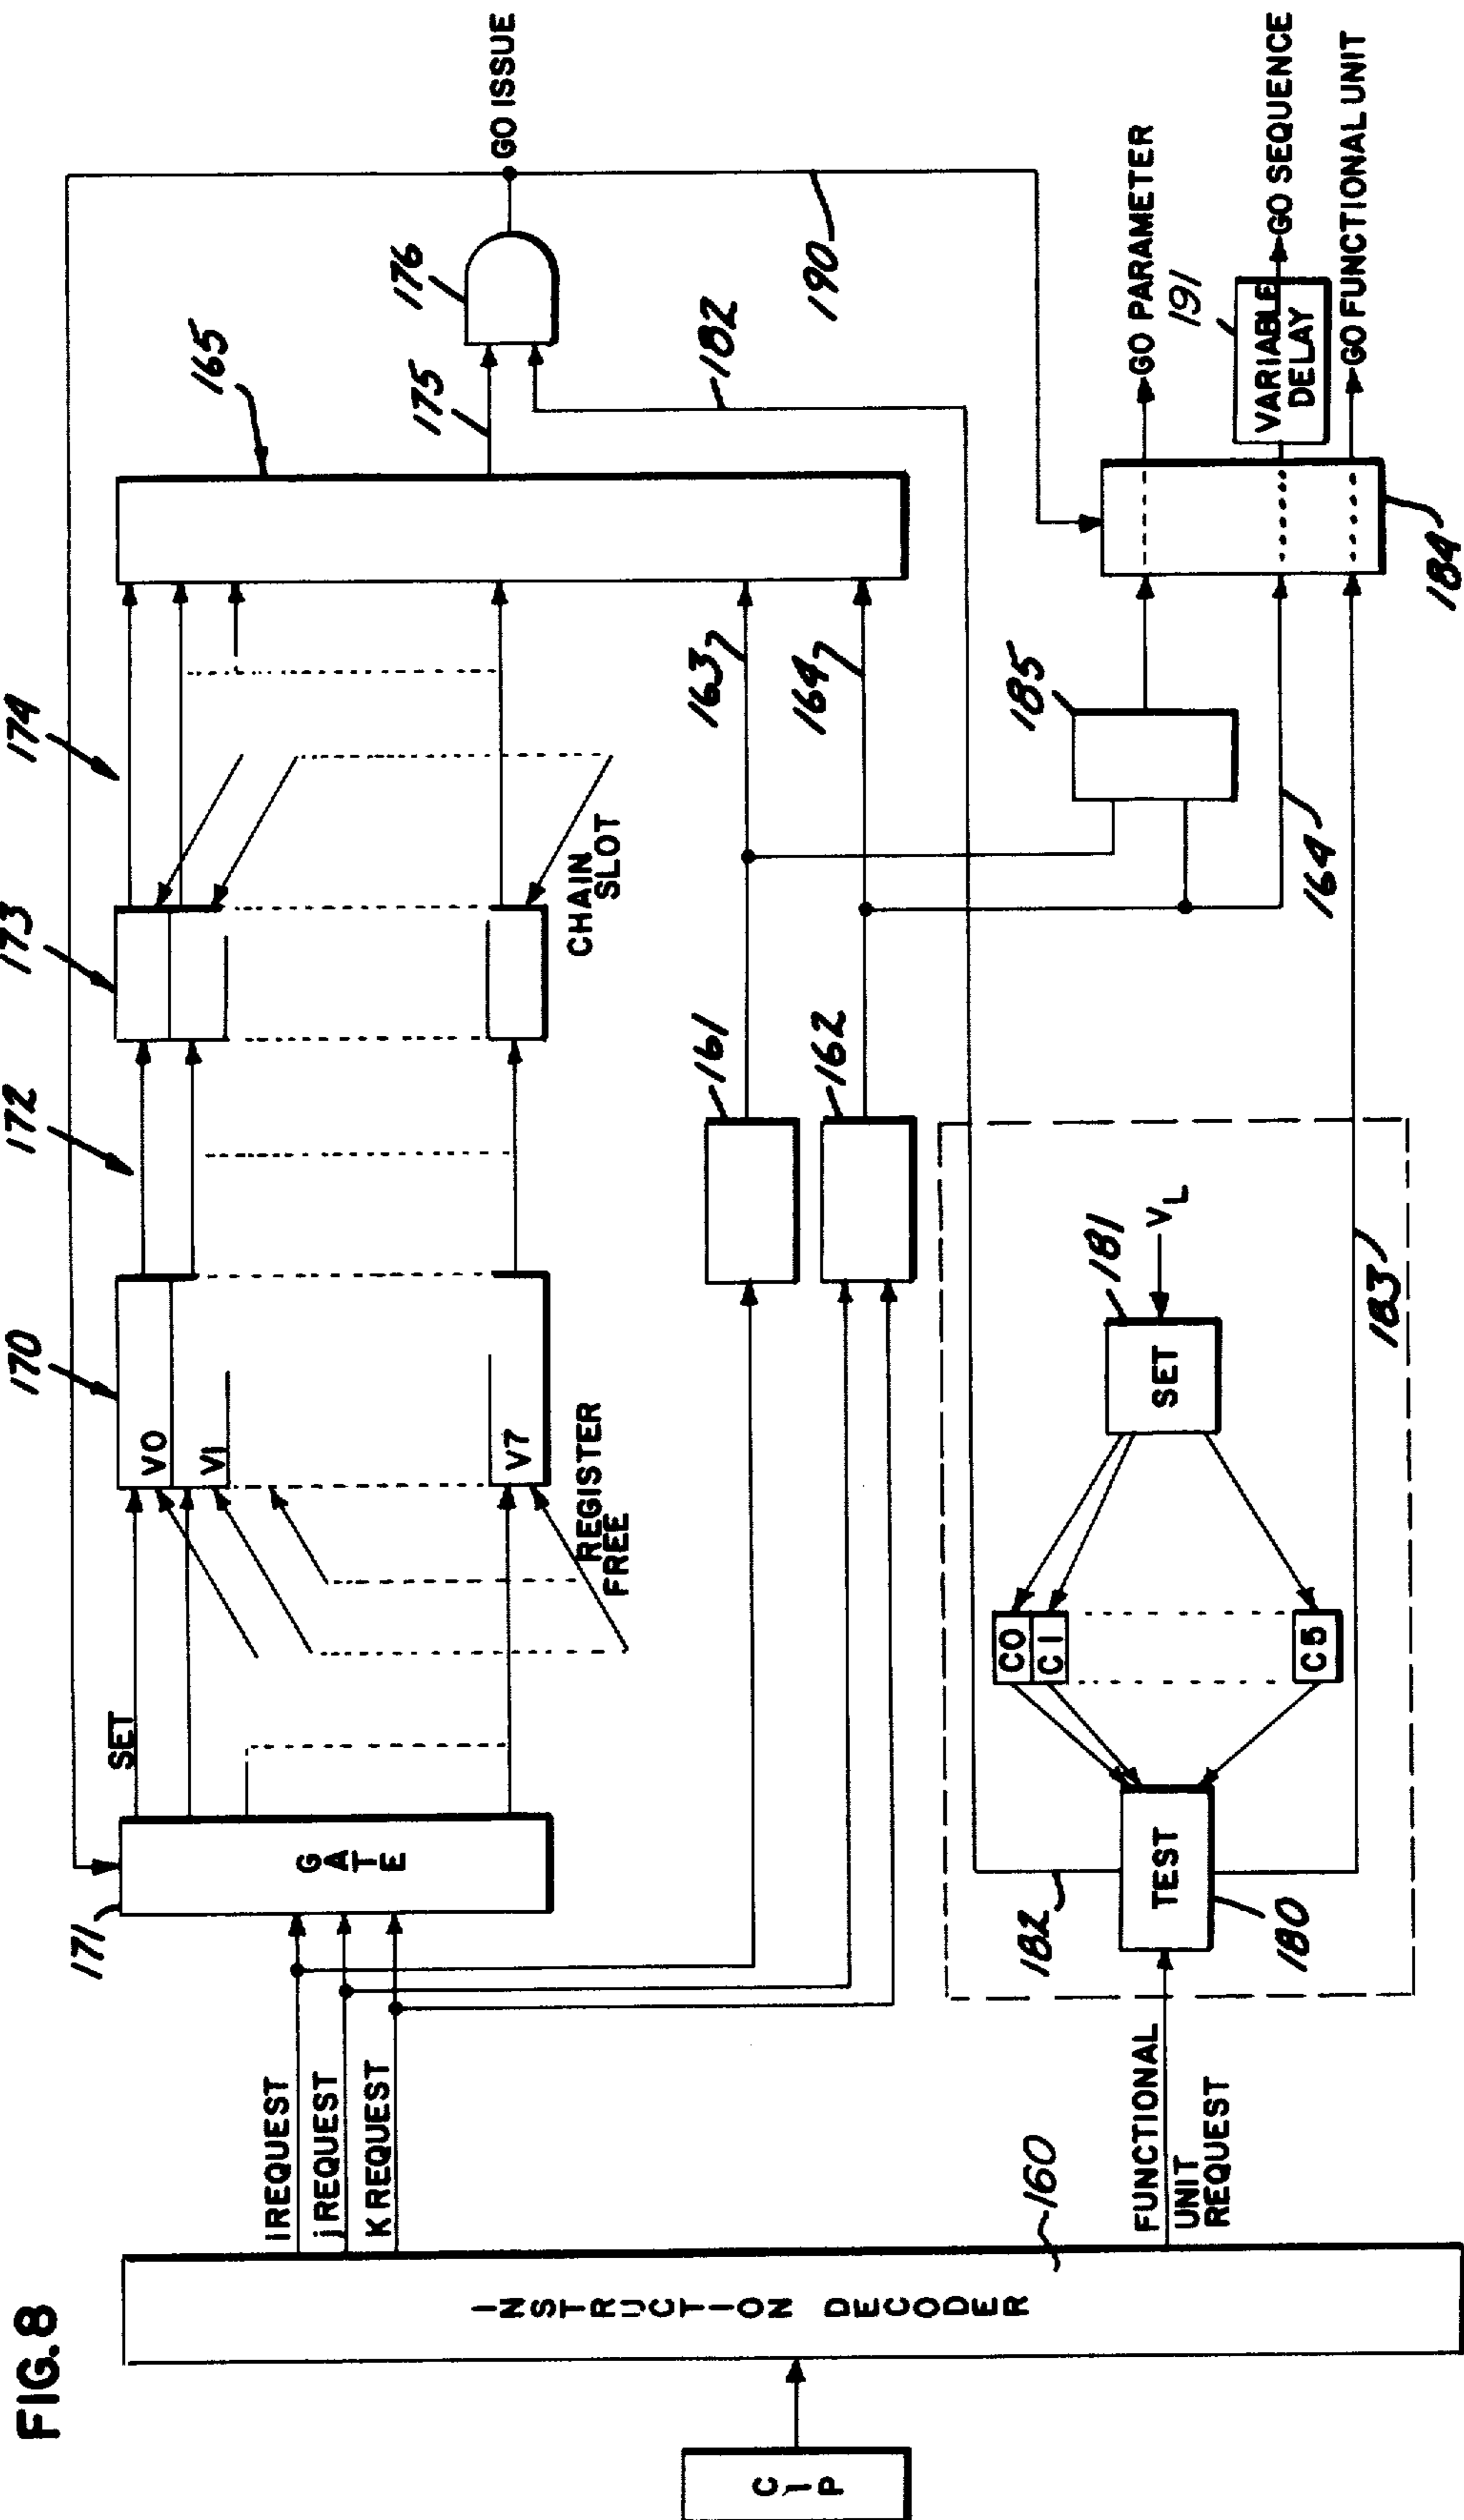 FIG.8
CIP
INSTRUCTION DECODER
160
i REQUEST
j REQUEST
K REQUEST
FUNCTIONAL
UNIT
REQUEST
171
GATE
SET
170
V0
V1
V7
REGISTER
FREE
172
173
CHAIN
SLOT
174
165
175
176
GO ISSUE
182
190
161
162
163
164
185
164
184
GO PARAMETER
191
VARIABLE
DELAY
GO SEQUENCE
GO FUNCTIONAL UNIT
182
TEST
180
C0
C1
C5
SET
181
VL
183